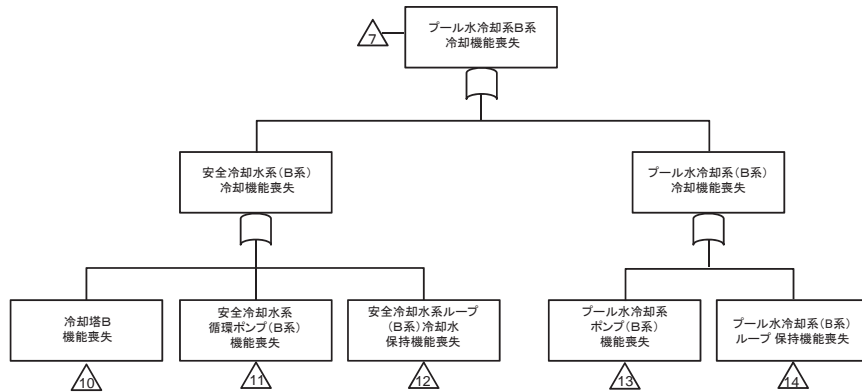 プール水冷却系B系
冷却機能喪失
7
安全冷却水系(B系)
冷却機能喪失
プール水冷却系(B系)
冷却機能喪失
冷却塔B
機能喪失
安全冷却水系
循環ポンプ(B系)
機能喪失
安全冷却水系ループ
(B系)冷却水
保持機能喪失
プール水冷却系
ポンプ(B系)
機能喪失
プール水冷却系(B系)
ループ 保持機能喪失
10
11
12
13
14